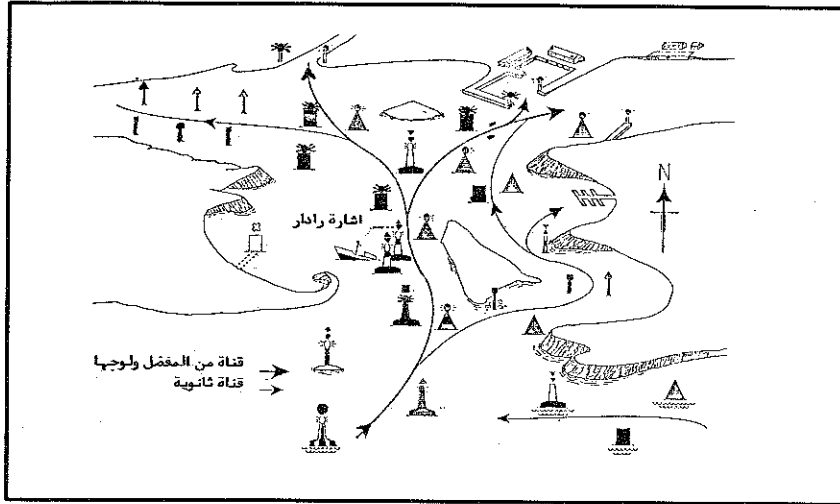 N
اشارة رادار
قناة من المفضل ولوجها
قناة ثانوية